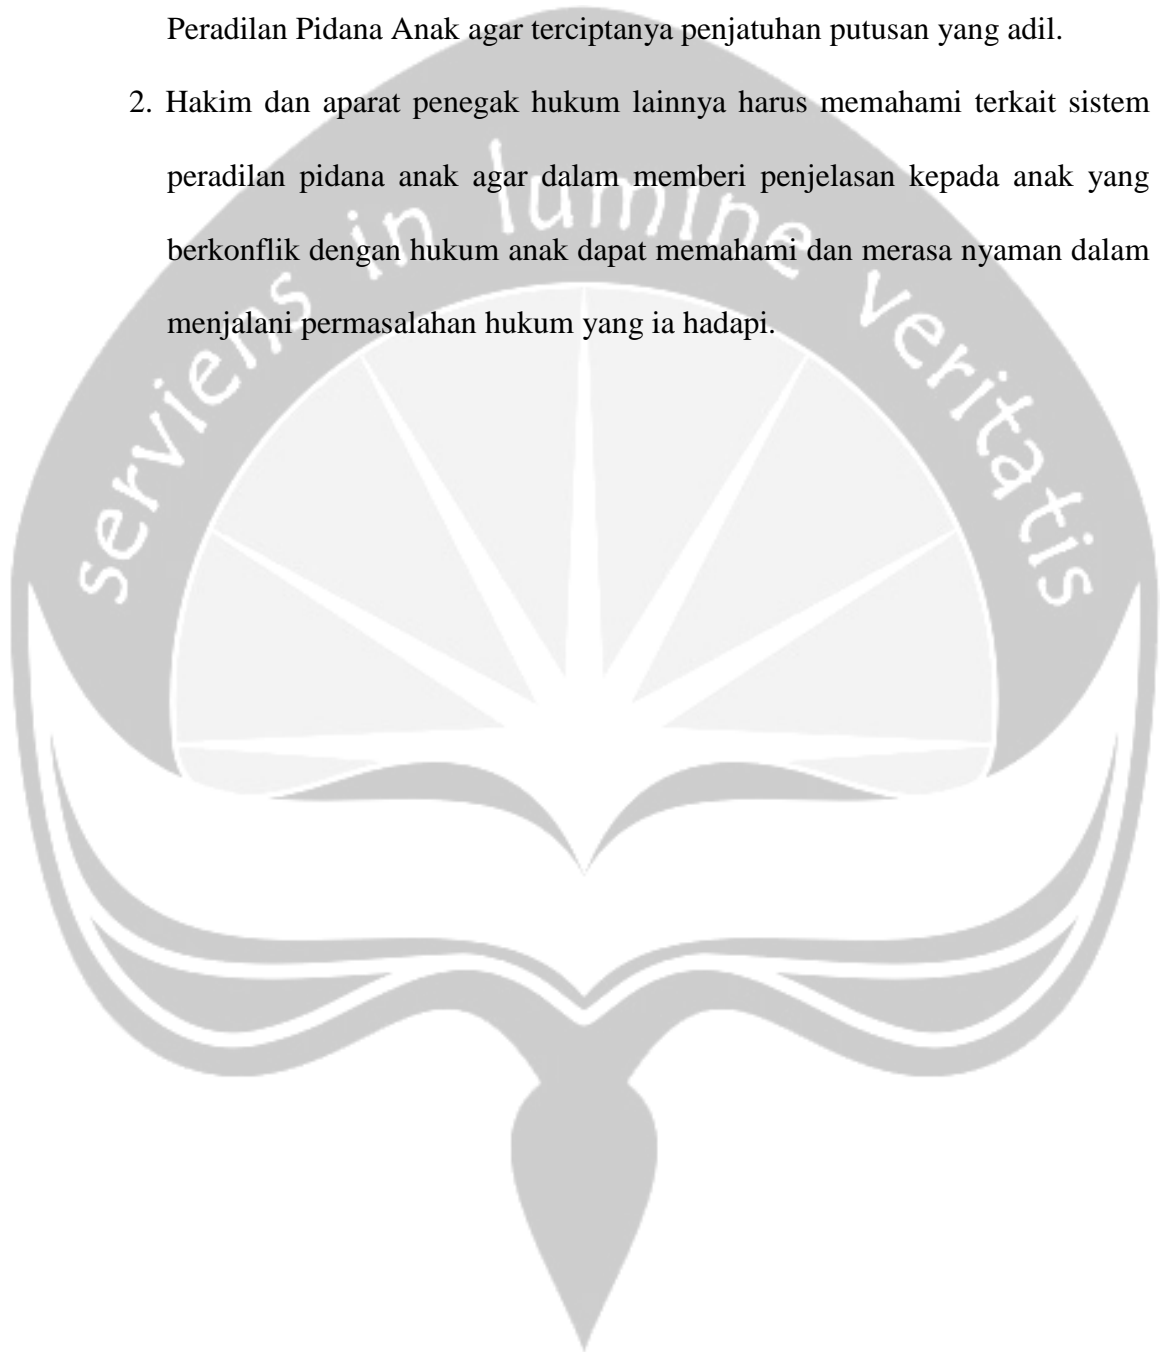 Peradilan Pidana Anak agar terciptanya penjatuhan putusan yang adil.
2. Hakim dan aparat penegak hukum lainnya harus memahami terkait sistem
peradilan pidana anak agar dalam memberi penjelasan kepada anak yang
berkonflik dengan hukum anak dapat memahami dan merasa nyaman dalam
menjalani permasalahan hukum yang ia hadapi.
serviens in lumine veritatis